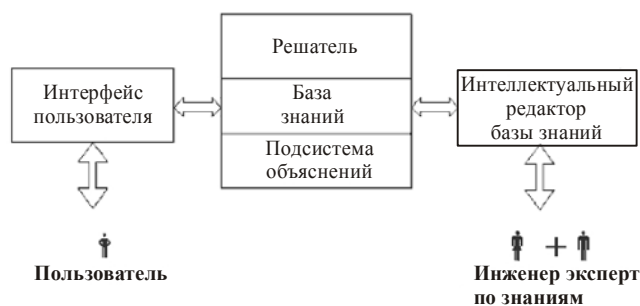 Решатель
Интерфейс
пользователя
База
знаний
Интеллектуальный
редактор
базы знаний
Подсистема
объяснений
+
Пользователь
Инженер эксперт
по знаниям